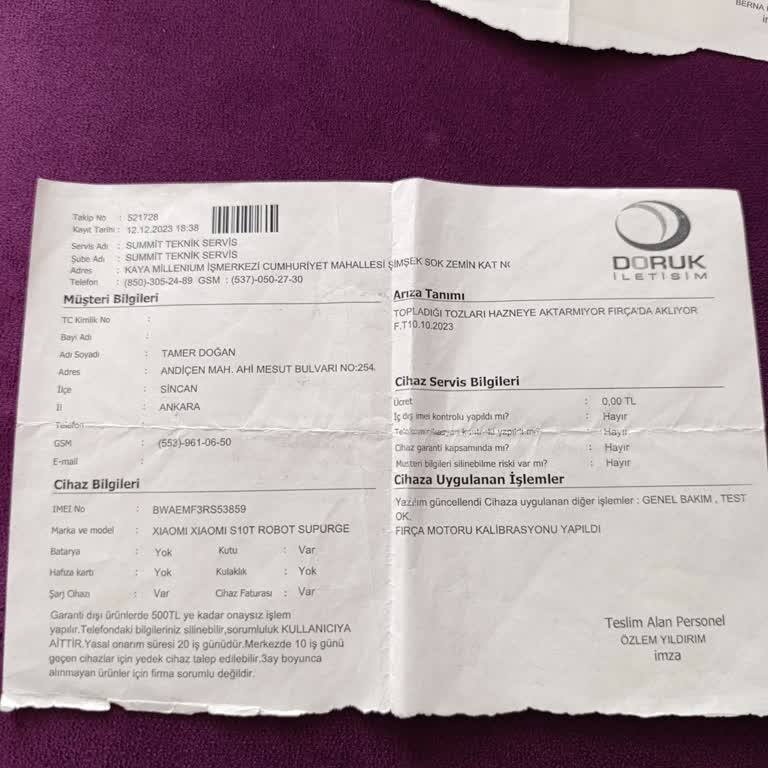 BERNA
Takip No : 521728
Kayıt Tarihi : 12.12.2023 18:38
Servis Adı : SUMMİT TEKNİK SERVİS
Şube Adı : SUMMİT TEKNİK SERVİS
Adres : KAYA MİLLENIUM İŞMERKEZİ CUMHURİYET MAHALLESİ ŞİMŞEK SOK ZEMİN KAT NO
Telefon : (850)-305-24-89 GSM : (537)-050-27-30
DORUK
İLETİSİM
Müşteri Bilgileri
TC Kimlik No :
Bayi Adı :
Adı Soyadı : TAMER DOĞAN
Adres : ANDİÇEN MAH. AHİ MESUT BULVARI NO:254
İlçe : SİNCAN
İl : ANKARA
Telefon :
GSM : (553)-961-06-50
E-mail :
Cihaz Bilgileri
IMEI No : BWAEMF3RS53859
Marka ve model : XIAOMI XIAOMI S10T ROBOT SUPURGE
Batarya : Yok Kutu : Var
Hafıza kartı : Yok Kulaklık : Yok
Şarj Cihazı : Var Cihaz Faturası : Var
Garanti dışı ürünlerde 500TL ye kadar onaysız işlem
yapılır.Telefondaki bilgileriniz silinebilir,sorumluluk KULLANICIYA
AİTTİR.Yasal onarım süresi 20 iş günüdür.Merkezde 10 iş günü
geçen cihazlar için yedek cihaz talep edilebilir.3ay boyunca
alınmayan ürünler için firma sorumlu değildir.
Arıza Tanımı
TOPLADIĞI TOZLARI HAZNEYE AKTARMIYOR FIRÇA'DA AKLIYOR
F.T10.10.2023
Cihaz Servis Bilgileri
Ücret : 0,00 TL
İç dış imei kontrolu yapıldı mı? : Hayır
yapıldı mı? : Hayır
Cihaz garanti kapsamında mı? : Hayır
Musteri bilgileri silinebilme riski var mı? : Hayır
Cihaza Uygulanan İşlemler
Yazılım güncellendi Cihaza uygulanan diğer işlemler : GENEL BAKIM , TEST
OK.
FIRÇA MOTORU KALİBRASYONU YAPILDI
Teslim Alan Personel
ÖZLEM YILDIRIM
imza